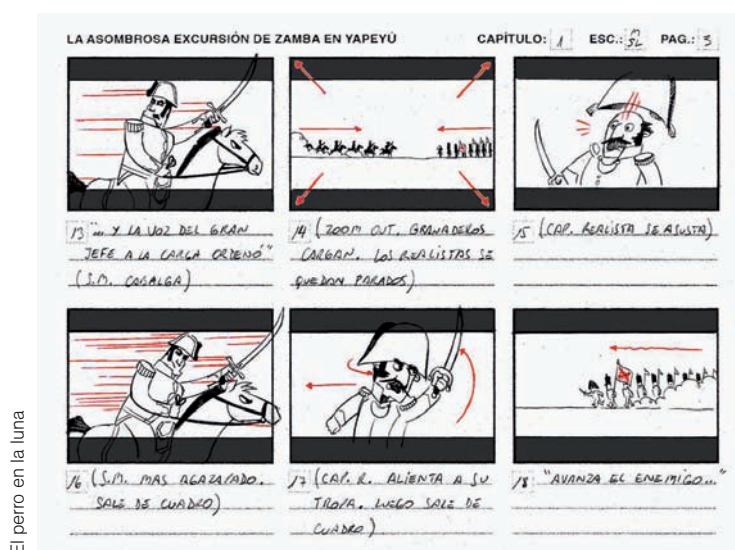 LA ASOMBROSA EXCURSIÓN DE ZAMBA EN YAPEYÚ
CAPÍTULO: 1 ESC.: SL PAG.: 3
13 "... Y LA VOZ DEL GRAN
JEFE A LA CARGA ORDENÓ"
(S.M. CABALGA)
14 (ZOOM OUT. GRANADEROS
CARGAN. LOS REALISTAS SE
QUEDAN PARADOS)
15 (CAP. REALISTA SE ASUSTA)
16 (S.M. MAS AGAZAPADO.
SALE DE CUADRO)
17 (CAP. R. ALIENTA A SU
TROPA. LUEGO SALE DE
CUADRO)
18 "AVANZA EL ENEMIGO..."
El perro en la luna